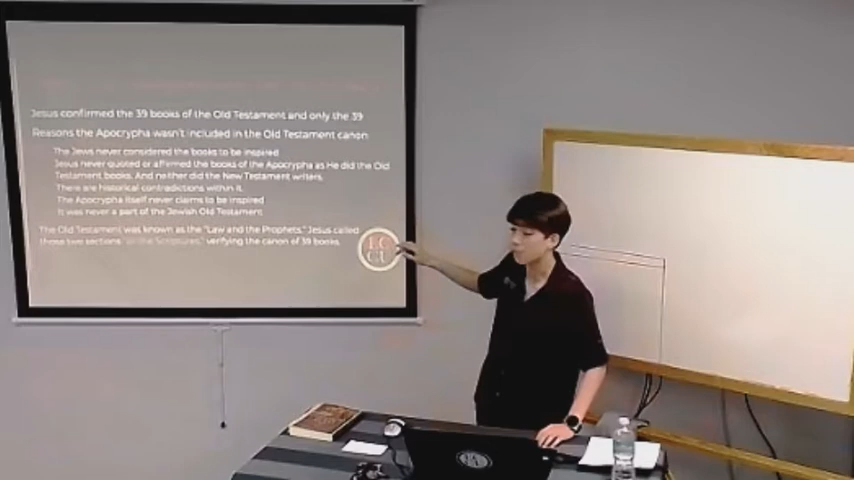 Jesus confirmed the 39 books of the Old Testament and only the 39
Reasons the Apocrypha wasn't included in the Old Testament canon:
The Jews never considered the books to be inspired
Jesus never quoted or affirmed the books of the Apocrypha as He did the Old
Testament books. And neither did the New Testament writers.
There are historical contradictions within it.
The Apocrypha itself never claims to be inspired
It was never a part of the Jewish Old Testament
The Old Testament was known as the "Law and the Prophets," Jesus called
those two sections "all the Scriptures," verifying the canon of 39 books.
LC
CU